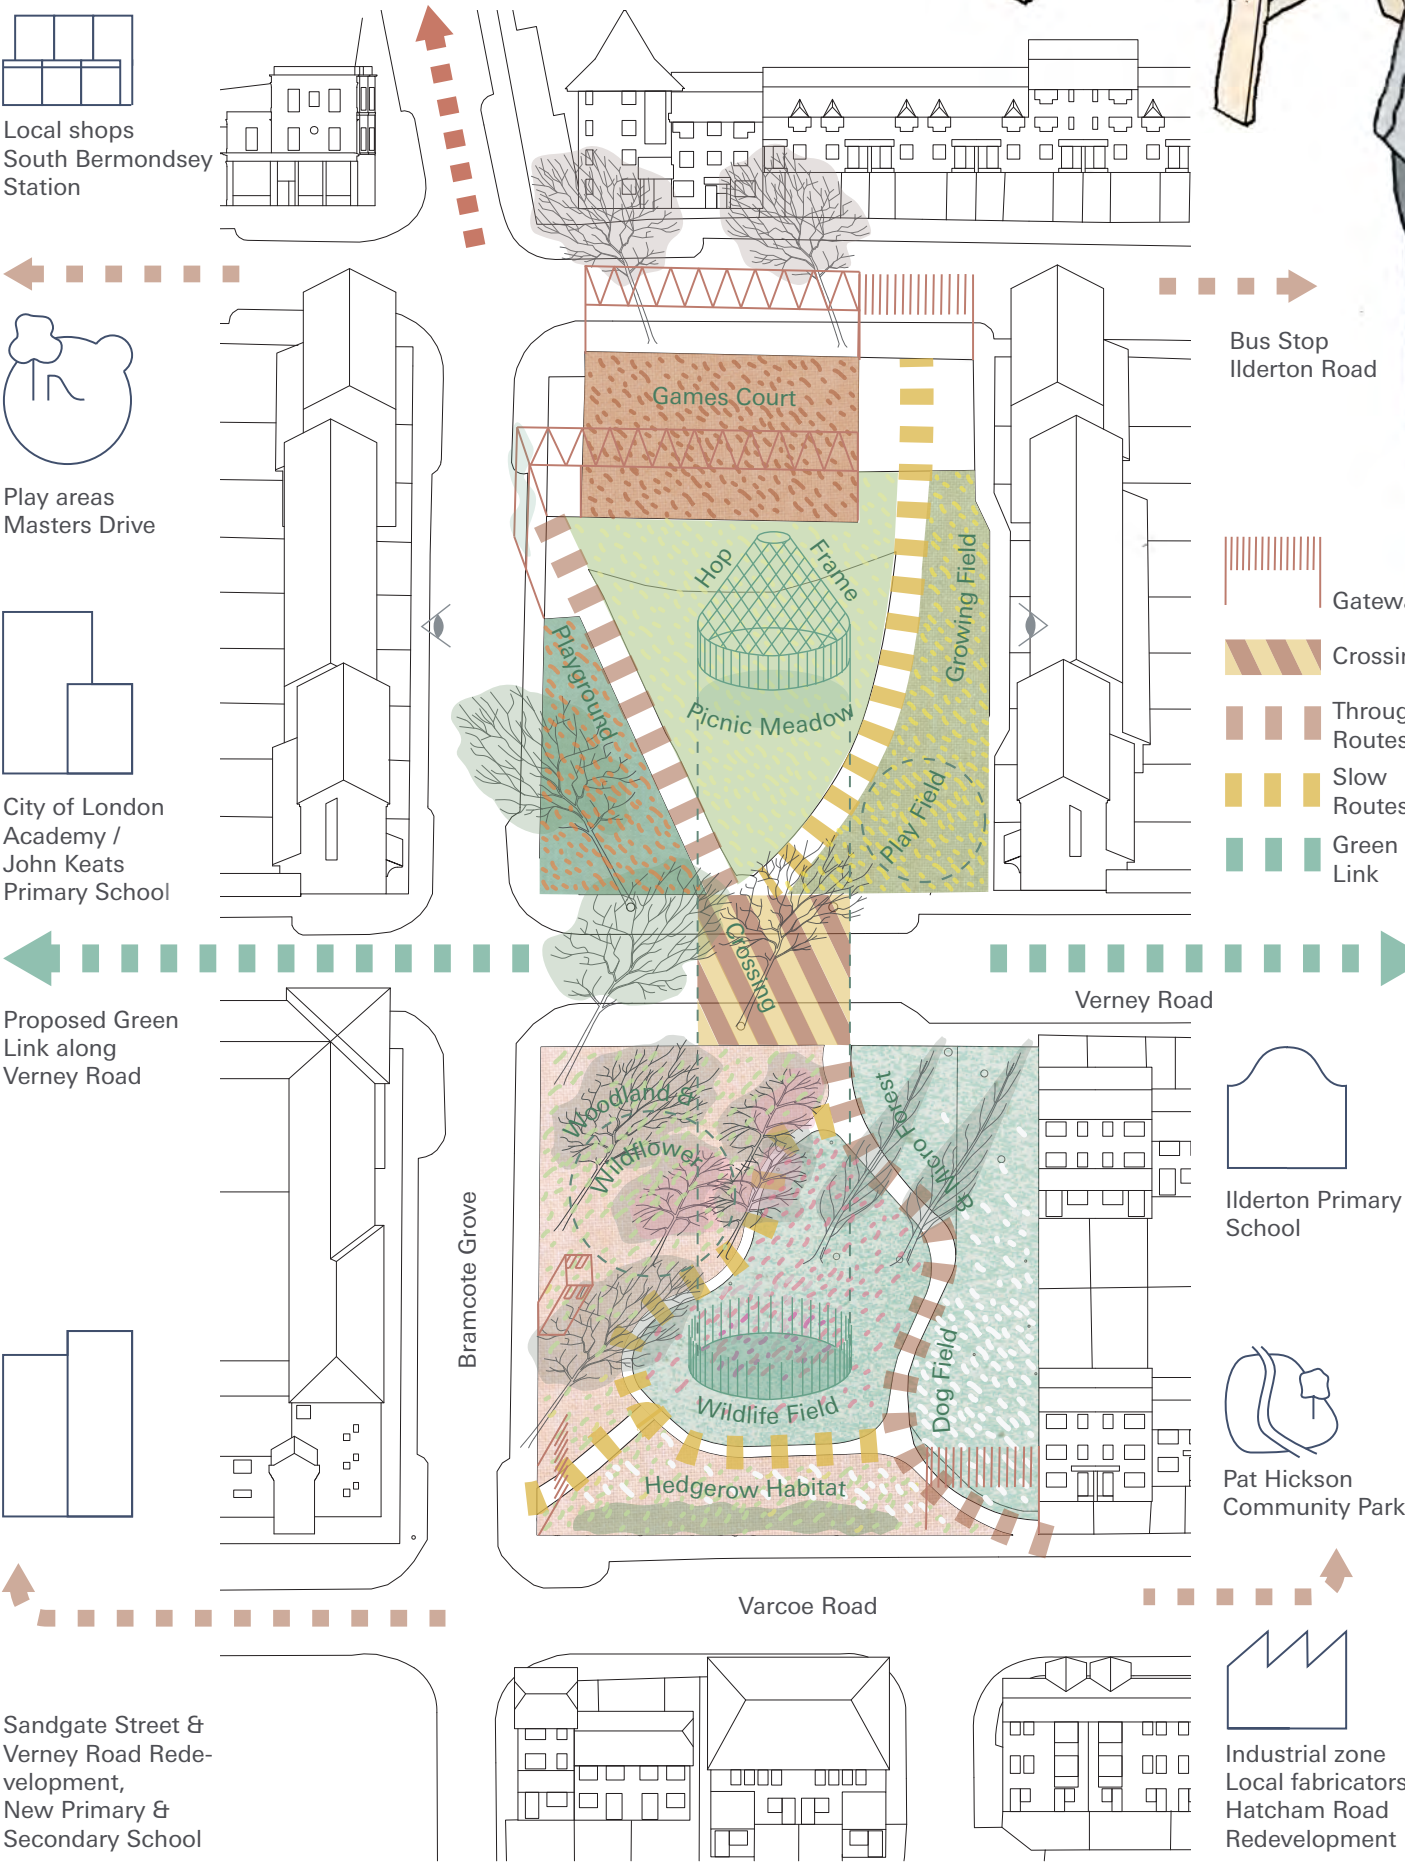 Local shops
South Bermondsey
Station
Play areas
Masters Drive
City of London
Academy /
John Keats
Primary School
Proposed Green
Link along
Verney Road
Sandgate Street &
Verney Road Rede-
velopment,
New Primary &
Secondary School
Games Court
Hop Frame
Picnic Meadow
Playground
Growing Field
Play Field
Crossing
Verney Road
Woodland &
Wildflower
& Micro Forest
Bramcote Grove
Wildlife Field
Dog Field
Hedgerow Habitat
Varcoe Road
Bus Stop
Ilderton Road
Gatewa
Crossin
Throug
Routes
Slow
Routes
Green
Link
Ilderton Primary
School
Pat Hickson
Community Park
Industrial zone
Local fabricators
Hatcham Road
Redevelopment